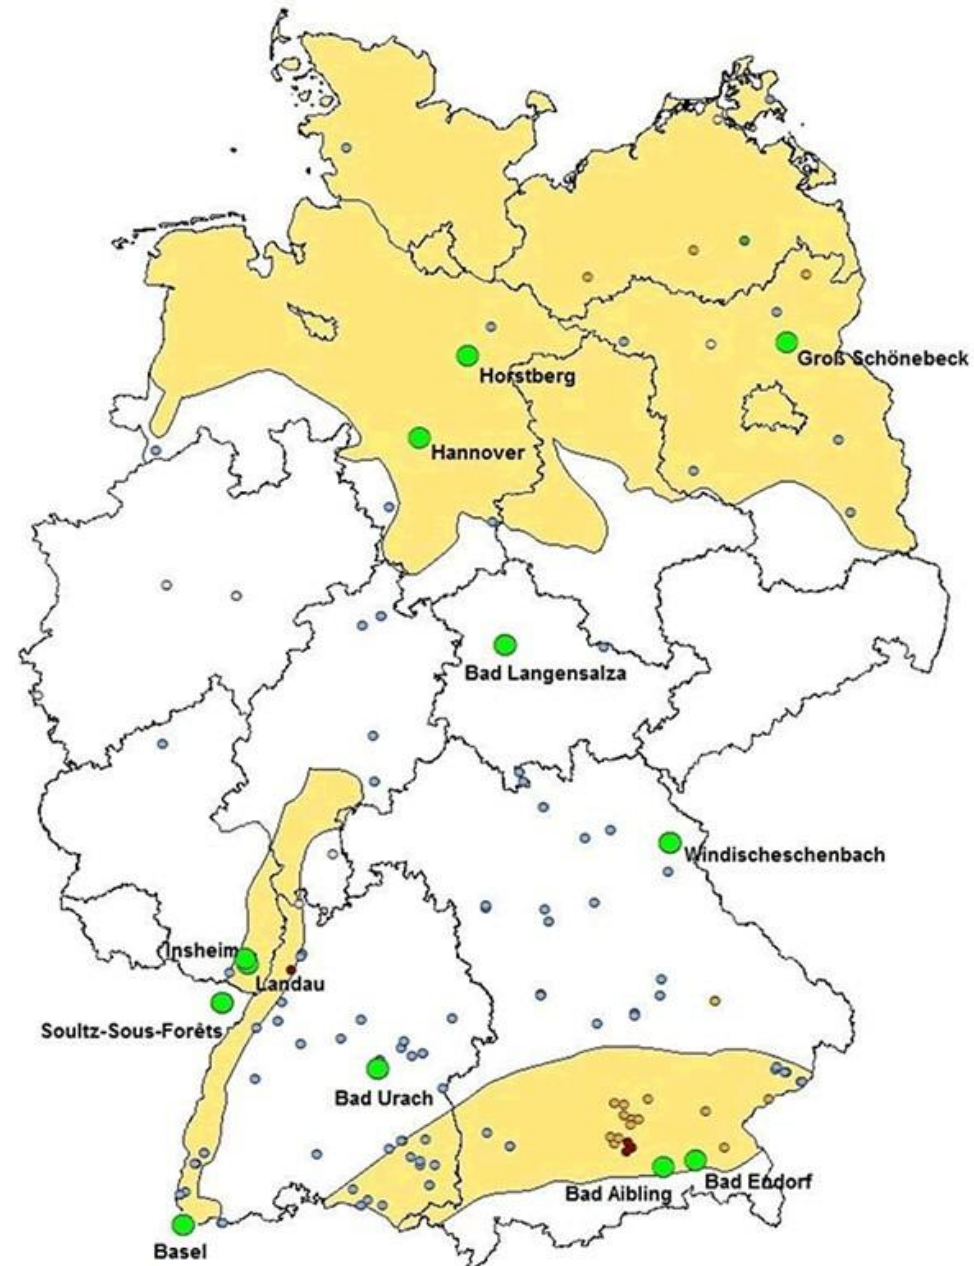 Groß Schönebeck
Horstberg
Hannover
Bad Langensalza
Windischeschenbach
Insheim
Landau
Soultz-Sous-Forêts
Bad Urach
Bad Aibling
Bad Endorf
Basel